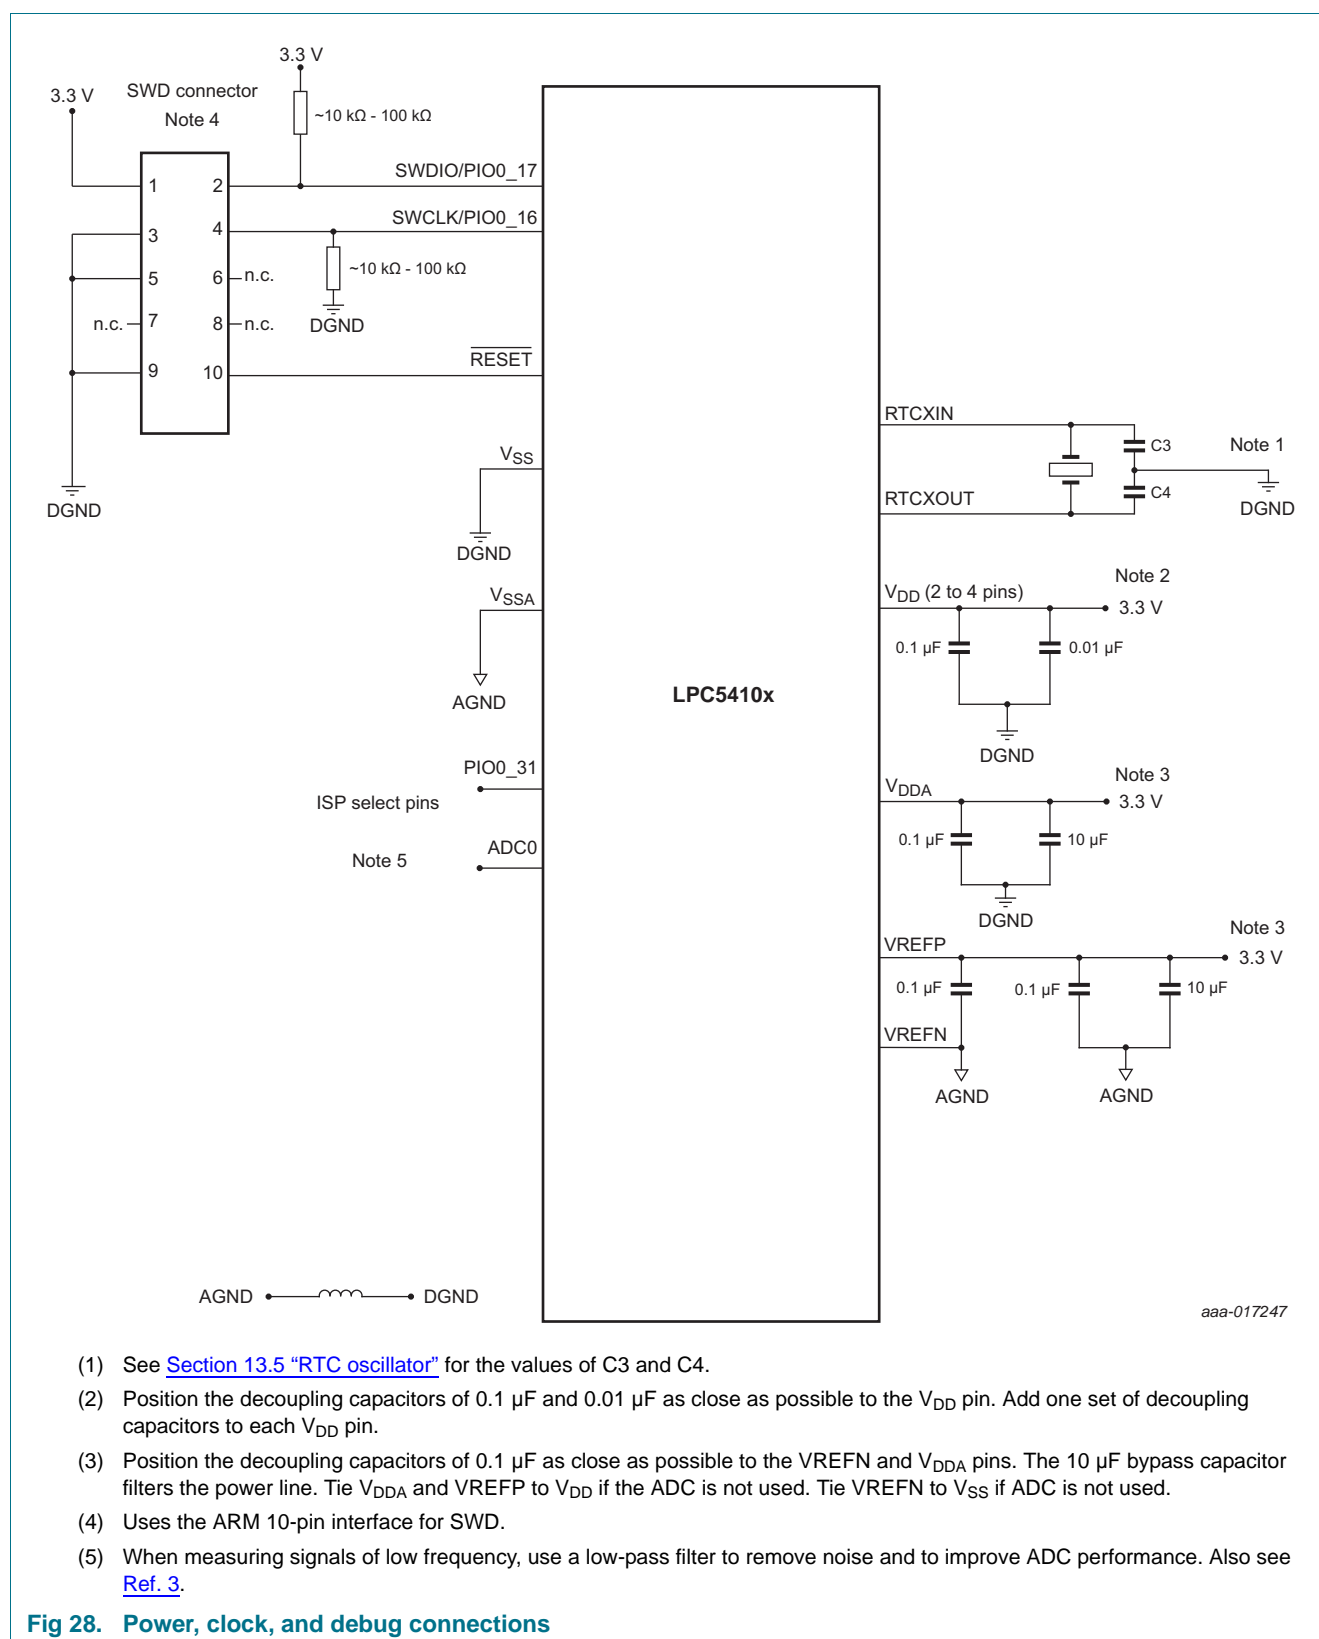 3.3 V
3.3 V
SWD connector
Note 4
~10 kΩ - 100 kΩ
1
2
SWDIO/PIO0_17
3
4
SWCLK/PIO0_16
5
6
n.c.
~10 kΩ - 100 kΩ
n.c.
7
8
n.c.
DGND
9
10
RESET
DGND
VSS
DGND
VSSA
AGND
PIO0_31
ISP select pins
ADC0
Note 5
LPC5410x
RTCXIN
C3
Note 1
RTCXOUT
C4
DGND
Note 2
VDD (2 to 4 pins)
3.3 V
0.1 µF
0.01 µF
DGND
Note 3
VDDA
3.3 V
0.1 µF
10 µF
DGND
Note 3
VREFP
3.3 V
0.1 µF
0.1 µF
10 µF
VREFN
AGND
AGND
AGND
DGND
aaa-017247
(1) See Section 13.5 “RTC oscillator” for the values of C3 and C4.
(2) Position the decoupling capacitors of 0.1 µF and 0.01 µF as close as possible to the VDD pin. Add one set of decoupling
capacitors to each VDD pin.
(3) Position the decoupling capacitors of 0.1 µF as close as possible to the VREFN and VDDA pins. The 10 µF bypass capacitor
filters the power line. Tie VDDA and VREFP to VDD if the ADC is not used. Tie VREFN to VSS if ADC is not used.
(4) Uses the ARM 10-pin interface for SWD.
(5) When measuring signals of low frequency, use a low-pass filter to remove noise and to improve ADC performance. Also see
Ref. 3.
Fig 28. Power, clock, and debug connections